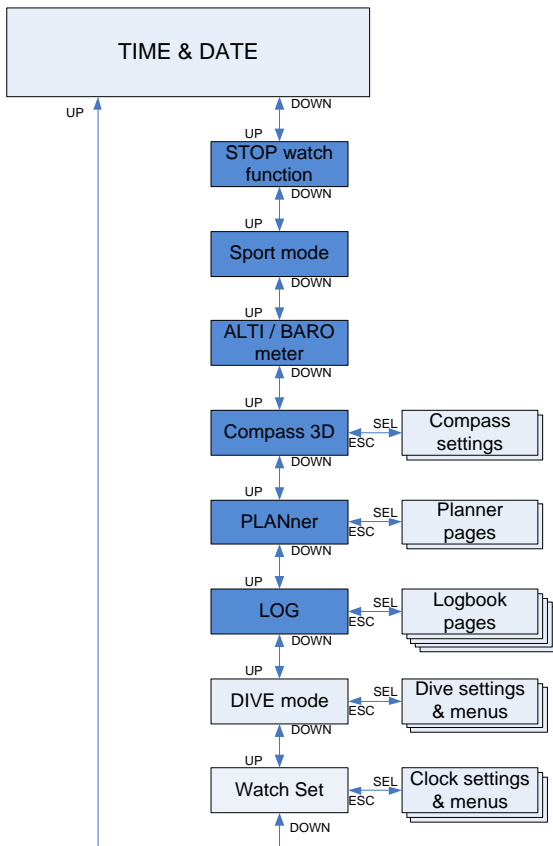 TIME & DATE
UP
DOWN
UP
STOP watch
function
DOWN
UP
Sport mode
DOWN
UP
ALTI / BARO
meter
DOWN
UP
Compass 3D
SEL
ESC
Compass
settings
DOWN
UP
PLANner
SEL
ESC
Planner
pages
DOWN
UP
LOG
SEL
ESC
Logbook
pages
DOWN
UP
DIVE mode
SEL
ESC
Dive settings
& menus
DOWN
UP
Watch Set
SEL
ESC
Clock settings
& menus
DOWN